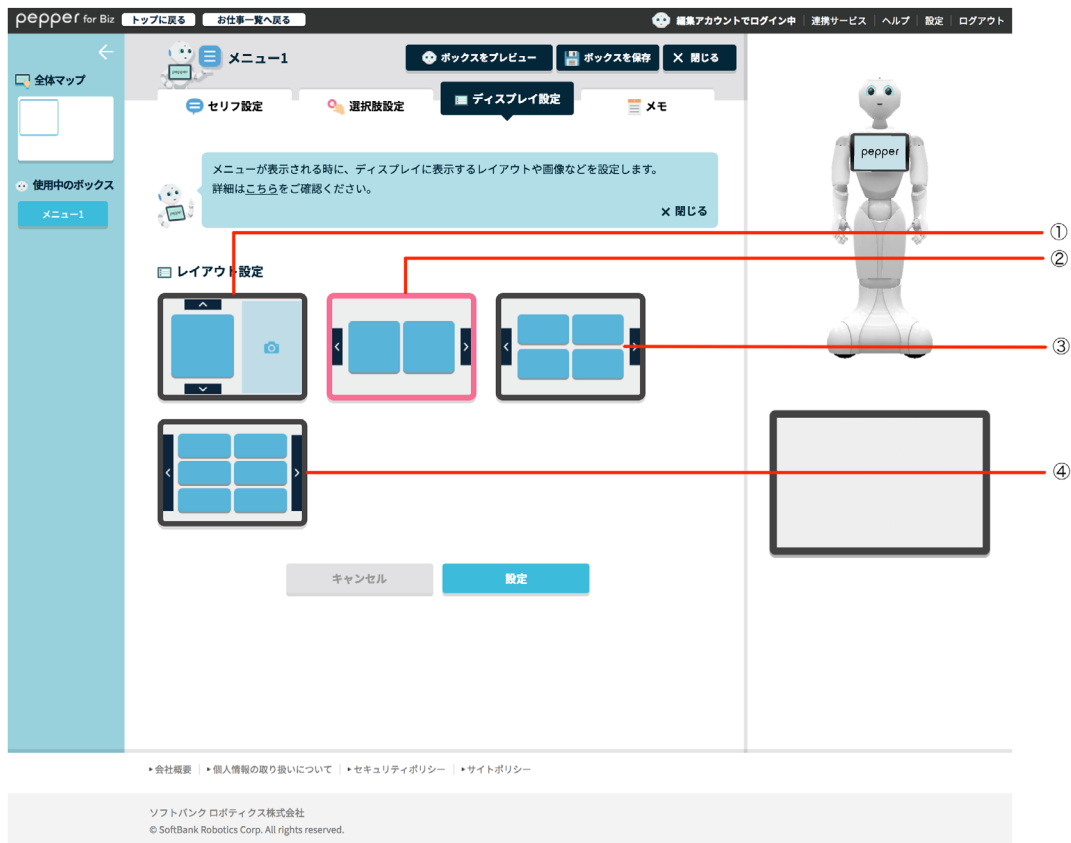 pepper for Biz トップに戻る お仕事一覧へ戻る 編集アカウントでログイン中 連携サービス ヘルプ 設定 ログアウト
メニュー1 ボックスをプレビュー ボックスを保存 × 閉じる
全体マップ
使用中のボックス
メニュー1
セリフ設定 選択肢設定 ディスプレイ設定 メモ
メニューが表示される時に、ディスプレイに表示するレイアウトや画像などを設定します。
詳細はこちらをご確認ください。
× 閉じる
pepper
①
②
レイアウト設定
③
④
キャンセル 設定
会社概要 個人情報の取り扱いについて セキュリティポリシー サイトポリシー
ソフトバンク ロボティクス株式会社
© SoftBank Robotics Corp. All rights reserved.